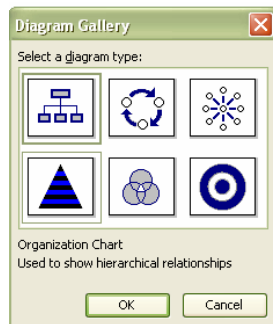 Diagram Gallery
Select a diagram type:
Organization Chart
Used to show hierarchical relationships
OK
Cancel